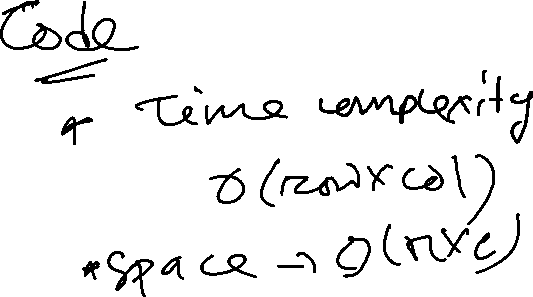 Code
* Time complexity
O(row×col)
*space → O(r×c)